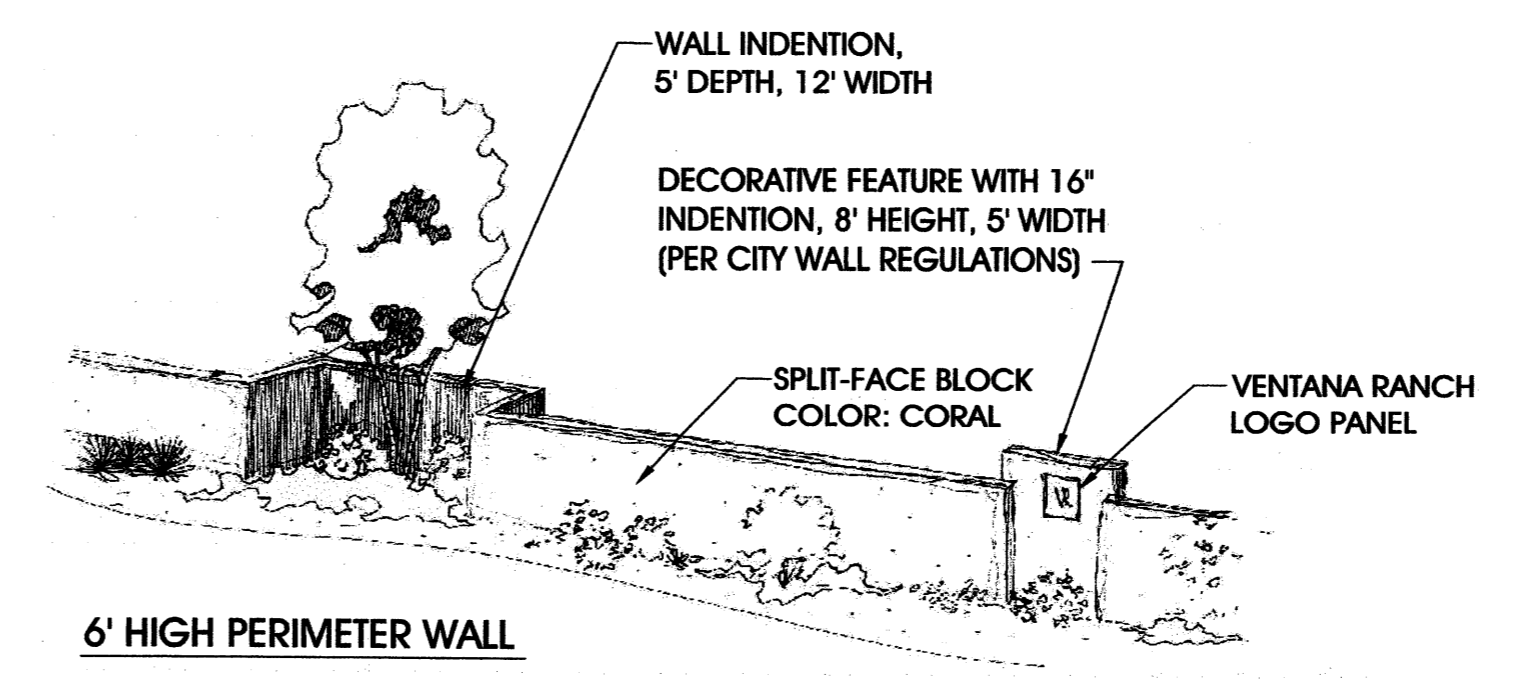 WALL INDENTION,
5' DEPTH, 12' WIDTH
DECORATIVE FEATURE WITH 16"
INDENTION, 8' HEIGHT, 5' WIDTH
(PER CITY WALL REGULATIONS)
SPLIT-FACE BLOCK
COLOR: CORAL
VENTANA RANCH
LOGO PANEL
VR
6' HIGH PERIMETER WALL